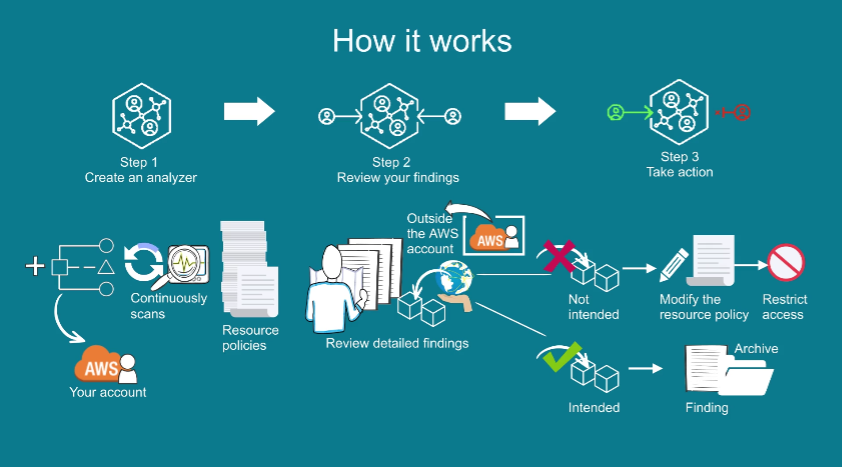 How it works
Step 1
Create an analyzer
Step 2
Review your findings
Step 3
Take action
Continuously
scans
AWS
Your account
Resource
policies
Outside
the AWS
account
AWS
Review detailed findings
Not
intended
Modify the
resource policy
Restrict
access
Intended
Archive
Finding